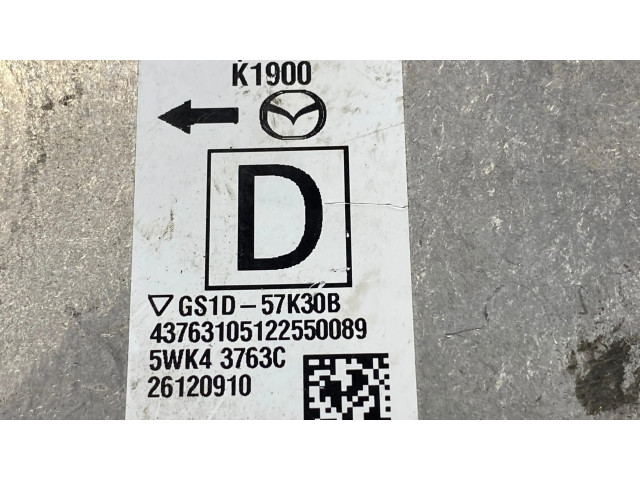 K1900
D
▽ GS1D-57K30B
43763105122550089
5WK4 3763C
26120910